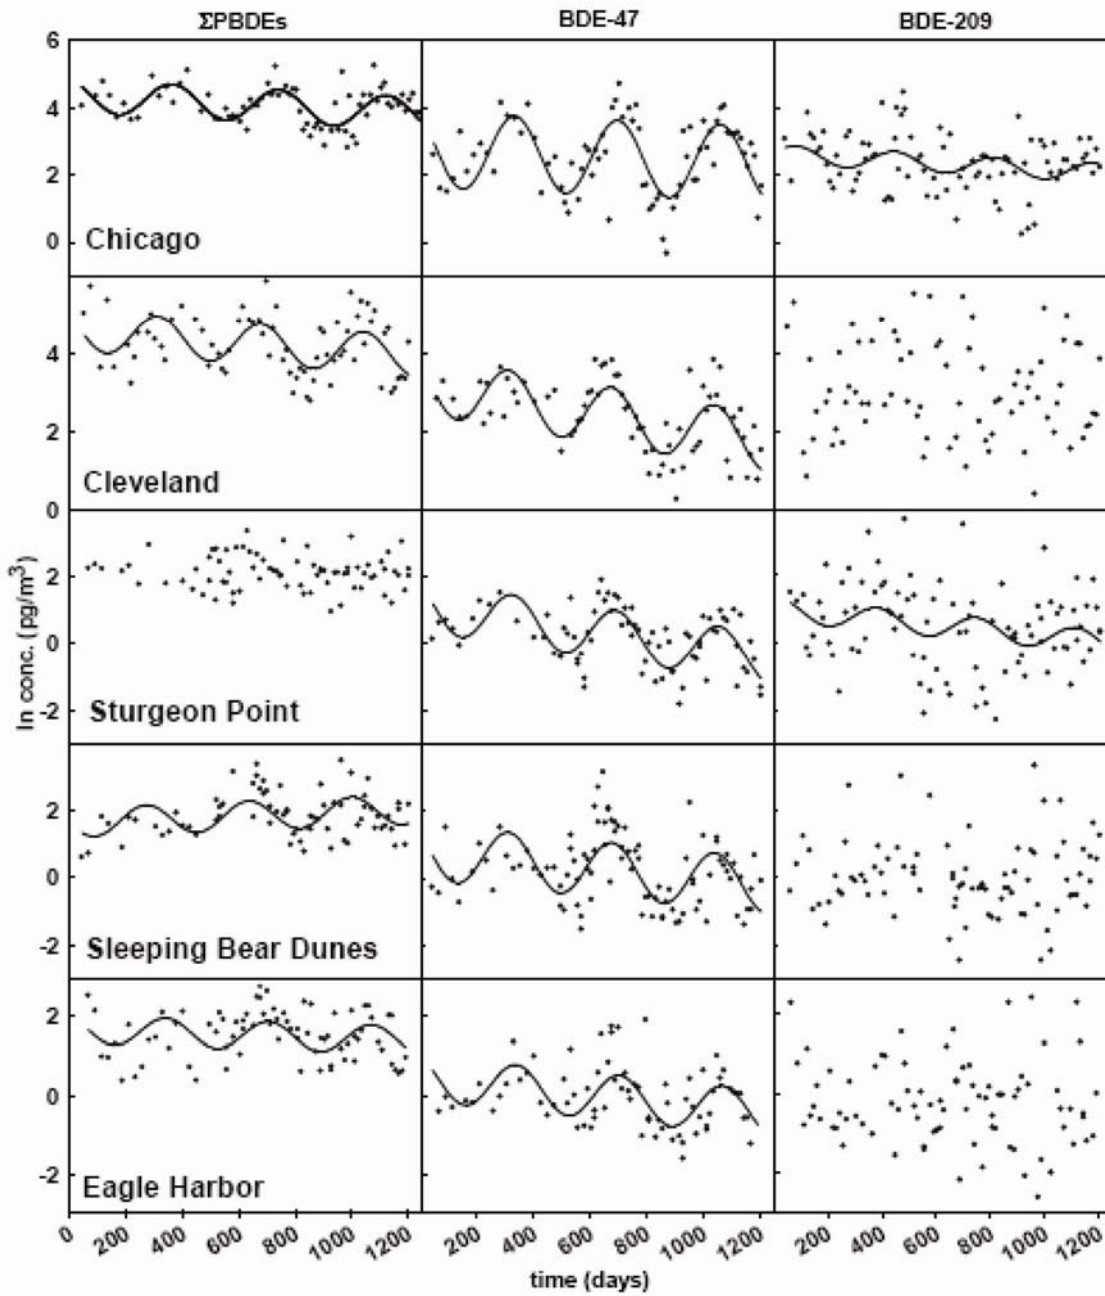 ΣPBDEs BDE-47 BDE-209
6
4
2
0
Chicago
4
2
0
Cleveland
2
0
-2
Sturgeon Point
2
0
-2
Sleeping Bear Dunes
2
0
-2
Eagle Harbor
ln conc. (pg/m³)
0 200 400 600 800 1000 1200 200 400 600 800 1000 1200 200 400 600 800 1000 1200
time (days)